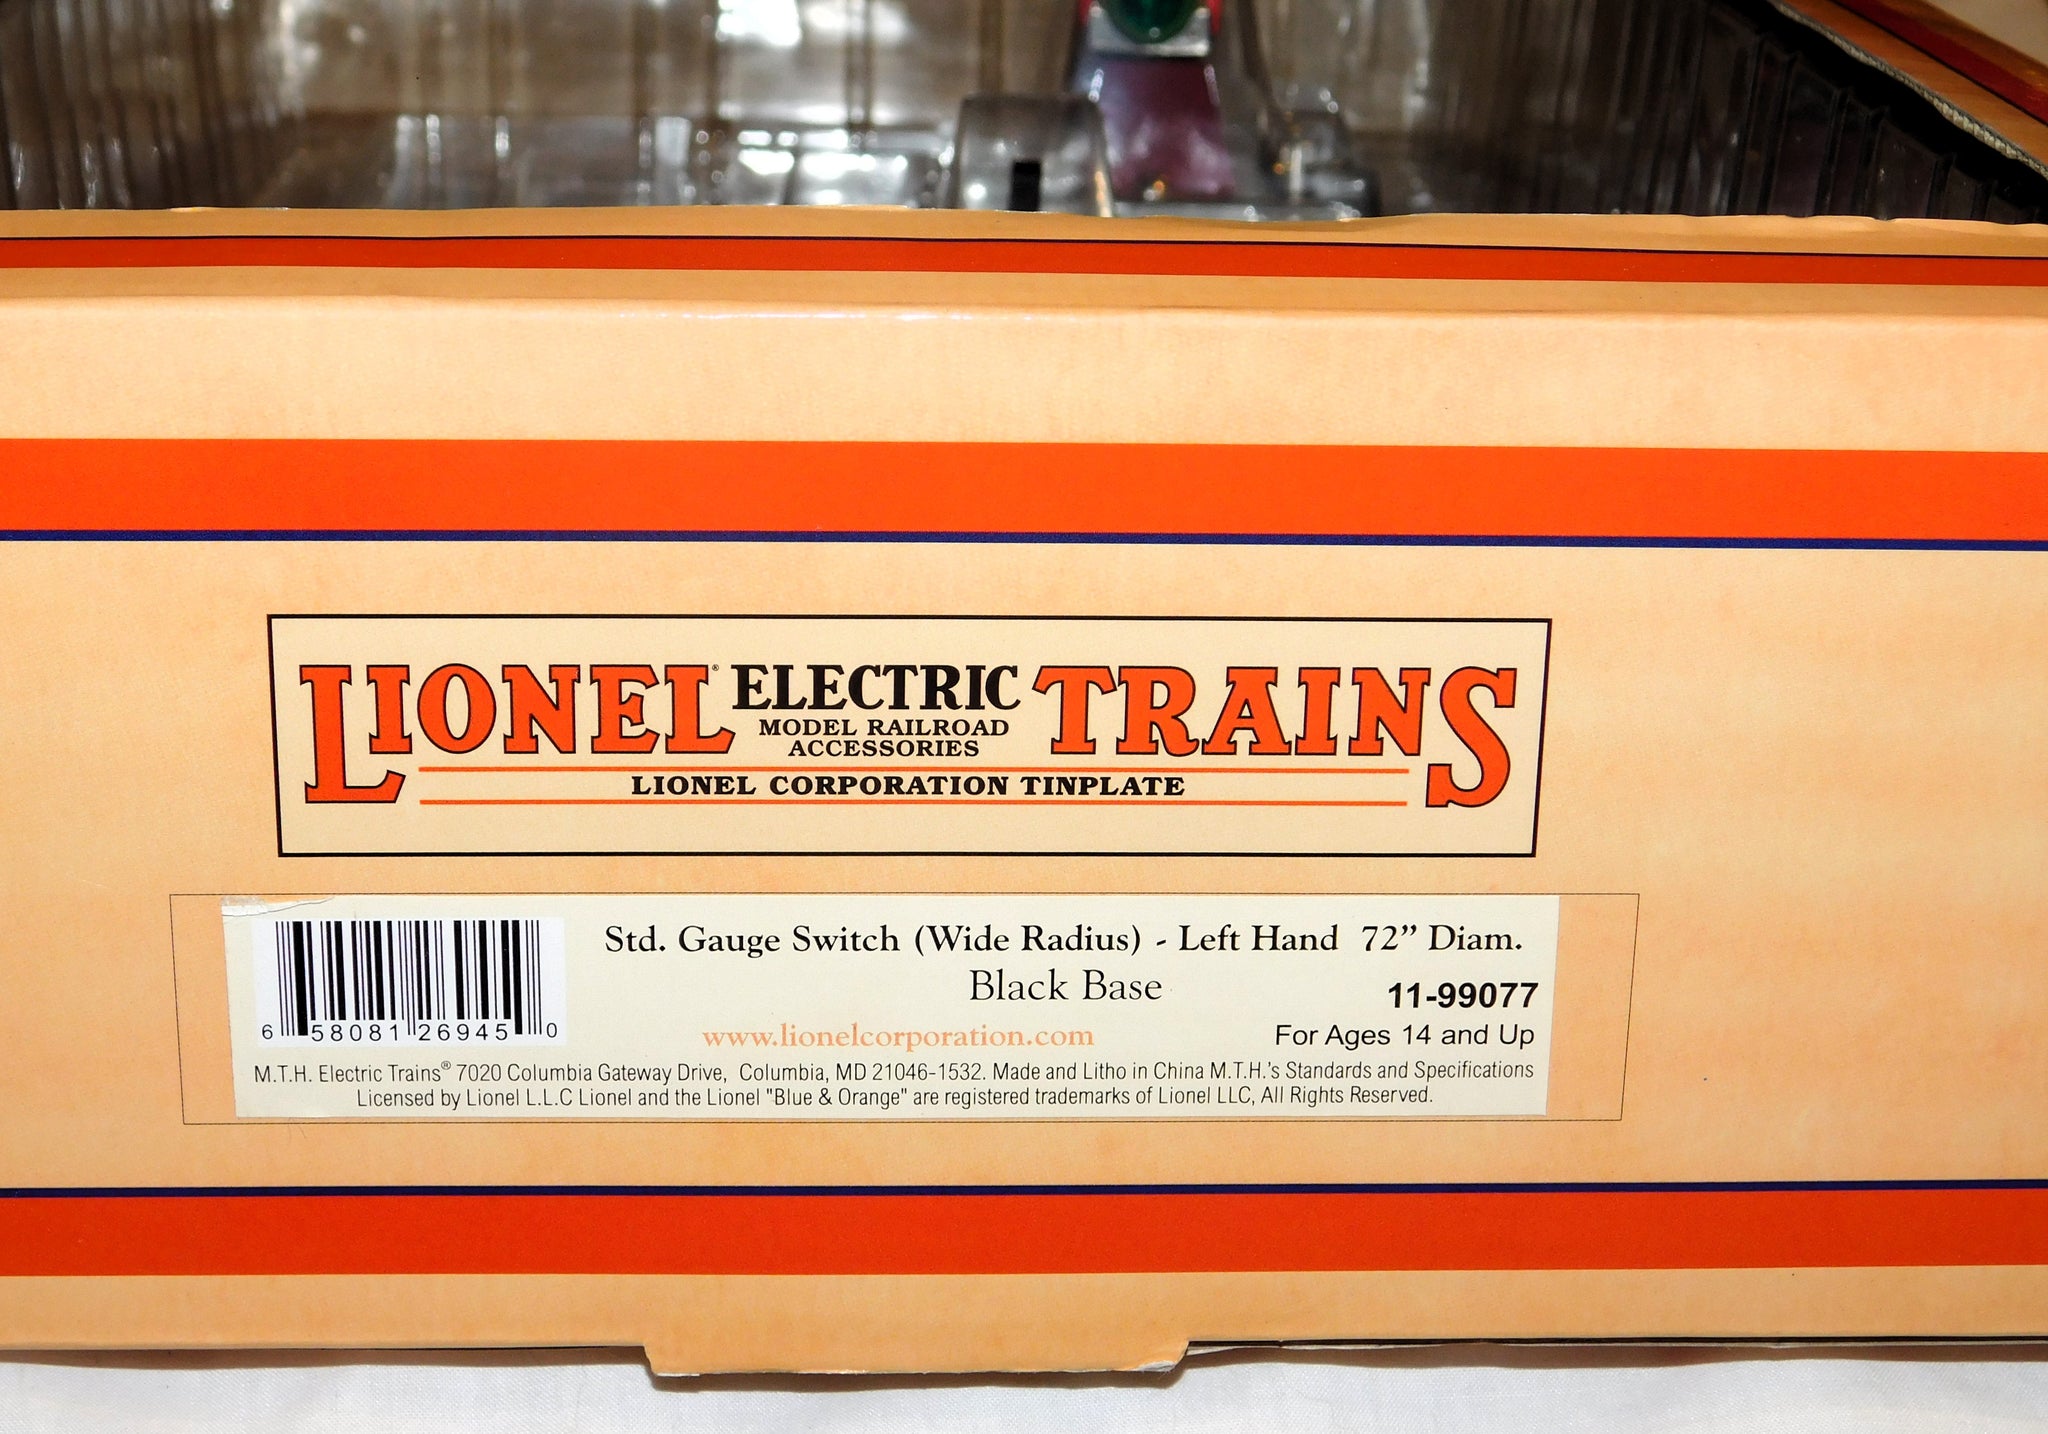 LIONEL® ELECTRIC TRAINS
MODEL RAILROAD
ACCESSORIES
LIONEL CORPORATION TINPLATE
Std. Gauge Switch (Wide Radius) - Left Hand 72” Diam.
Black Base
11-99077
6 58081 26945 0
www.lionelcorporation.com
For Ages 14 and Up
M.T.H. Electric Trains® 7020 Columbia Gateway Drive, Columbia, MD 21046-1532. Made and Litho in China M.T.H.'s Standards and Specifications
Licensed by Lionel L.L.C Lionel and the Lionel "Blue & Orange" are registered trademarks of Lionel LLC, All Rights Reserved.